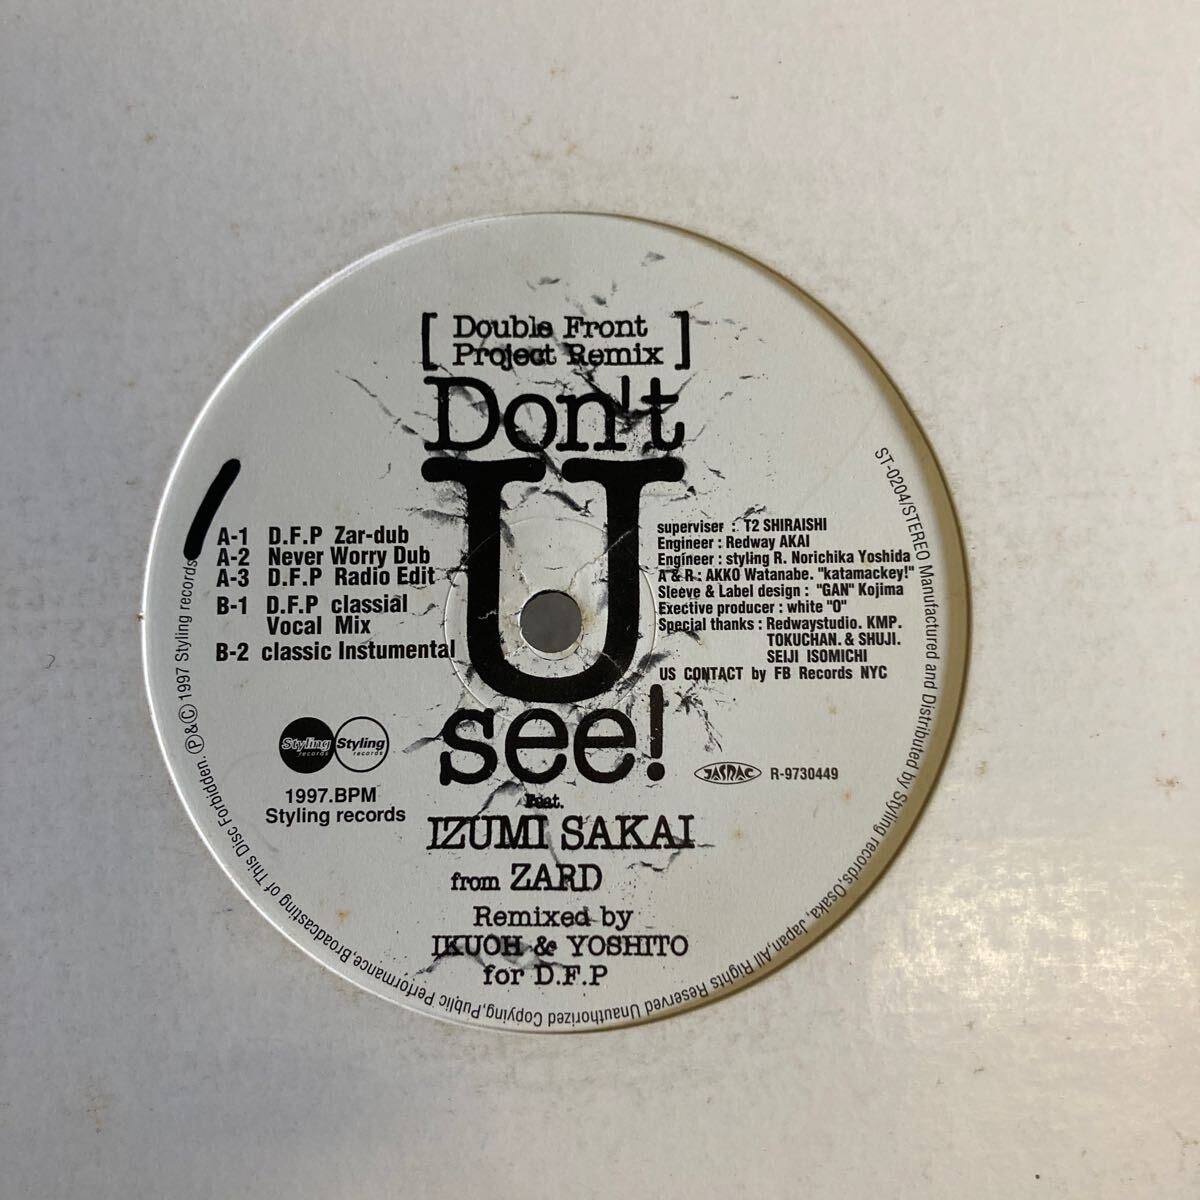 [ Double Front
Project Remix ]
Don't
U
see!
Feat.
IZUMI SAKAI
from ZARD
Remixed by
IKUOH & YOSHITO
for D.F.P
A-1 D.F.P Zar-dub
A-2 Never Worry Dub
A-3 D.F.P Radio Edit
B-1 D.F.P classial
Vocal Mix
B-2 classic Instumental
Styling
records
Styling
records
1997.BPM
Styling records
superviser : T2 SHIRAISHI
Engineer : Redway AKAI
Engineer : styling R. Norichika Yoshida
A & R : AKKO Watanabe. "katamackey!"
Sleeve & Label design : "GAN" Kojima
Exective producer : white "O"
Special thanks : Redwaystudio. KMP.
TOKUCHAN. & SHUJI.
SEIJI ISOMICHI
US CONTACT by FB Records NYC
JASRAC R-9730449
ST-0204/STEREO Manufactured and Distributed by Styling records,Osaka, Japan,All Rights Reserved Unauthorized Copying,Public Performance,Broadcasting of This Disc Forbidden. Ⓟ&© 1997 Styling records